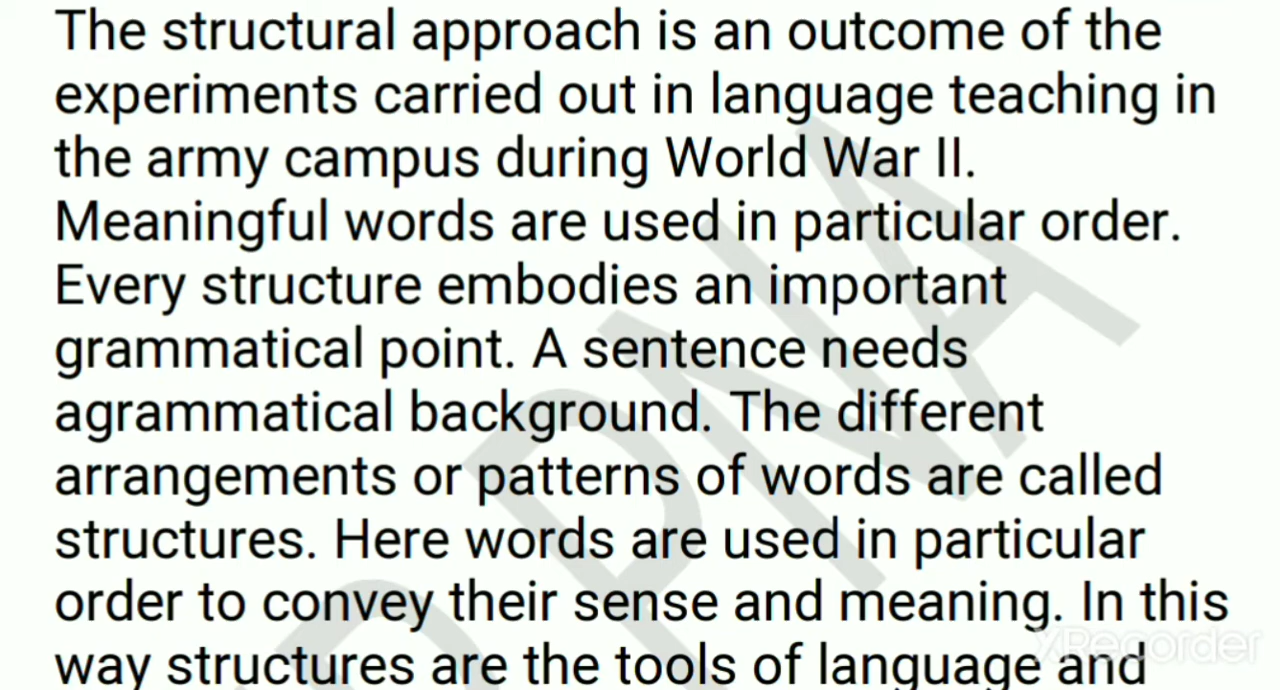 The structural approach is an outcome of the
experiments carried out in language teaching in
the army campus during World War II.
Meaningful words are used in particular order.
Every structure embodies an important
grammatical point. A sentence needs
agrammatical background. The different
arrangements or patterns of words are called
structures. Here words are used in particular
order to convey their sense and meaning. In this
way structures are the tools of language and
XRecorder
PNA